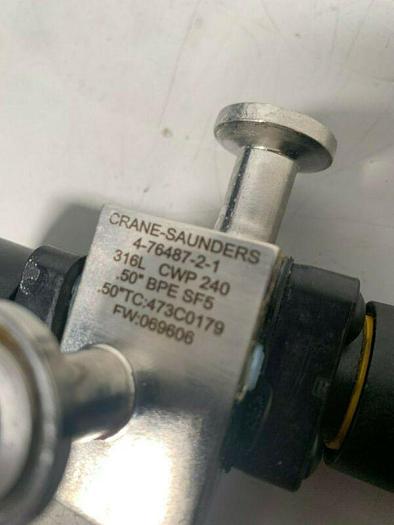 CRANE-SAUNDERS
4-76487-2-1
316L CWP 240
.50" BPE SF5
.50"TC:473C0179
FW:069606